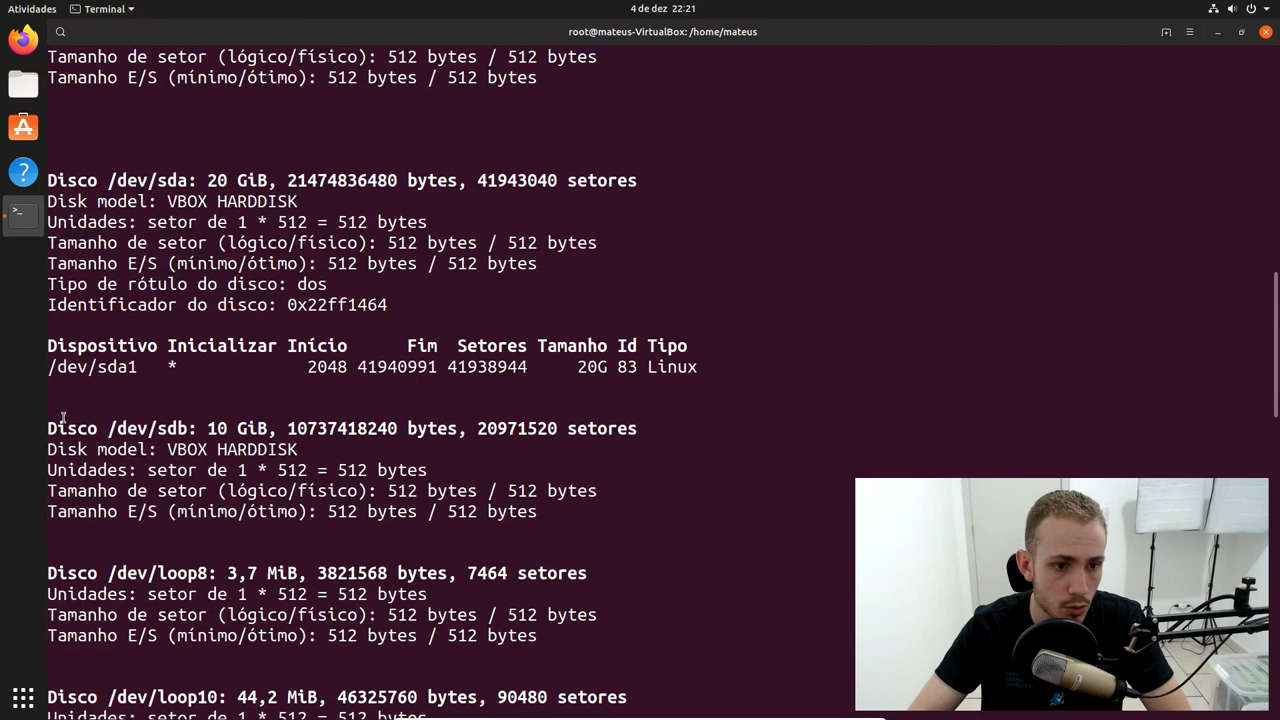 Atividades Terminal 4 de dez 22:21
root@mateus-VirtualBox: /home/mateus
Tamanho de setor (lógico/físico): 512 bytes / 512 bytes
Tamanho E/S (mínimo/ótimo): 512 bytes / 512 bytes
Disco /dev/sda: 20 GiB, 21474836480 bytes, 41943040 setores
Disk model: VBOX HARDDISK
Unidades: setor de 1 * 512 = 512 bytes
Tamanho de setor (lógico/físico): 512 bytes / 512 bytes
Tamanho E/S (mínimo/ótimo): 512 bytes / 512 bytes
Tipo de rótulo do disco: dos
Identificador do disco: 0x22ff1464
Dispositivo Inicializar Início Fim Setores Tamanho Id Tipo
/dev/sda1 * 2048 41940991 41938944 20G 83 Linux
Disco /dev/sdb: 10 GiB, 10737418240 bytes, 20971520 setores
Disk model: VBOX HARDDISK
Unidades: setor de 1 * 512 = 512 bytes
Tamanho de setor (lógico/físico): 512 bytes / 512 bytes
Tamanho E/S (mínimo/ótimo): 512 bytes / 512 bytes
Disco /dev/loop8: 3,7 MiB, 3821568 bytes, 7464 setores
Unidades: setor de 1 * 512 = 512 bytes
Tamanho de setor (lógico/físico): 512 bytes / 512 bytes
Tamanho E/S (mínimo/ótimo): 512 bytes / 512 bytes
Disco /dev/loop10: 44,2 MiB, 46325760 bytes, 90480 setores
Unidades: setor de 1 * 512 = 512 bytes